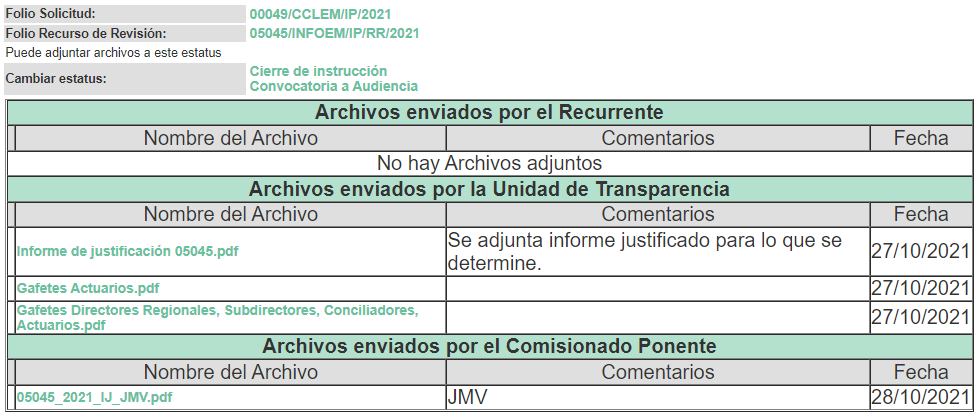 Folio Solicitud: 00049/CCLEM/IP/2021
Folio Recurso de Revisión: 05045/INFOEM/IP/RR/2021
Puede adjuntar archivos a este estatus
Cambiar estatus: Cierre de instrucción
Convocatoria a Audiencia
Archivos enviados por el Recurrente
Nombre del Archivo Comentarios Fecha
No hay Archivos adjuntos
Archivos enviados por la Unidad de Transparencia
Nombre del Archivo Comentarios Fecha
Informe de justificación 05045.pdf Se adjunta informe justificado para lo que se determine. 27/10/2021
Gafetes Actuarios.pdf 27/10/2021
Gafetes Directores Regionales, Subdirectores, Conciliadores, Actuarios.pdf 27/10/2021
Archivos enviados por el Comisionado Ponente
Nombre del Archivo Comentarios Fecha
05045_2021_IJ_JMV.pdf JMV 28/10/2021